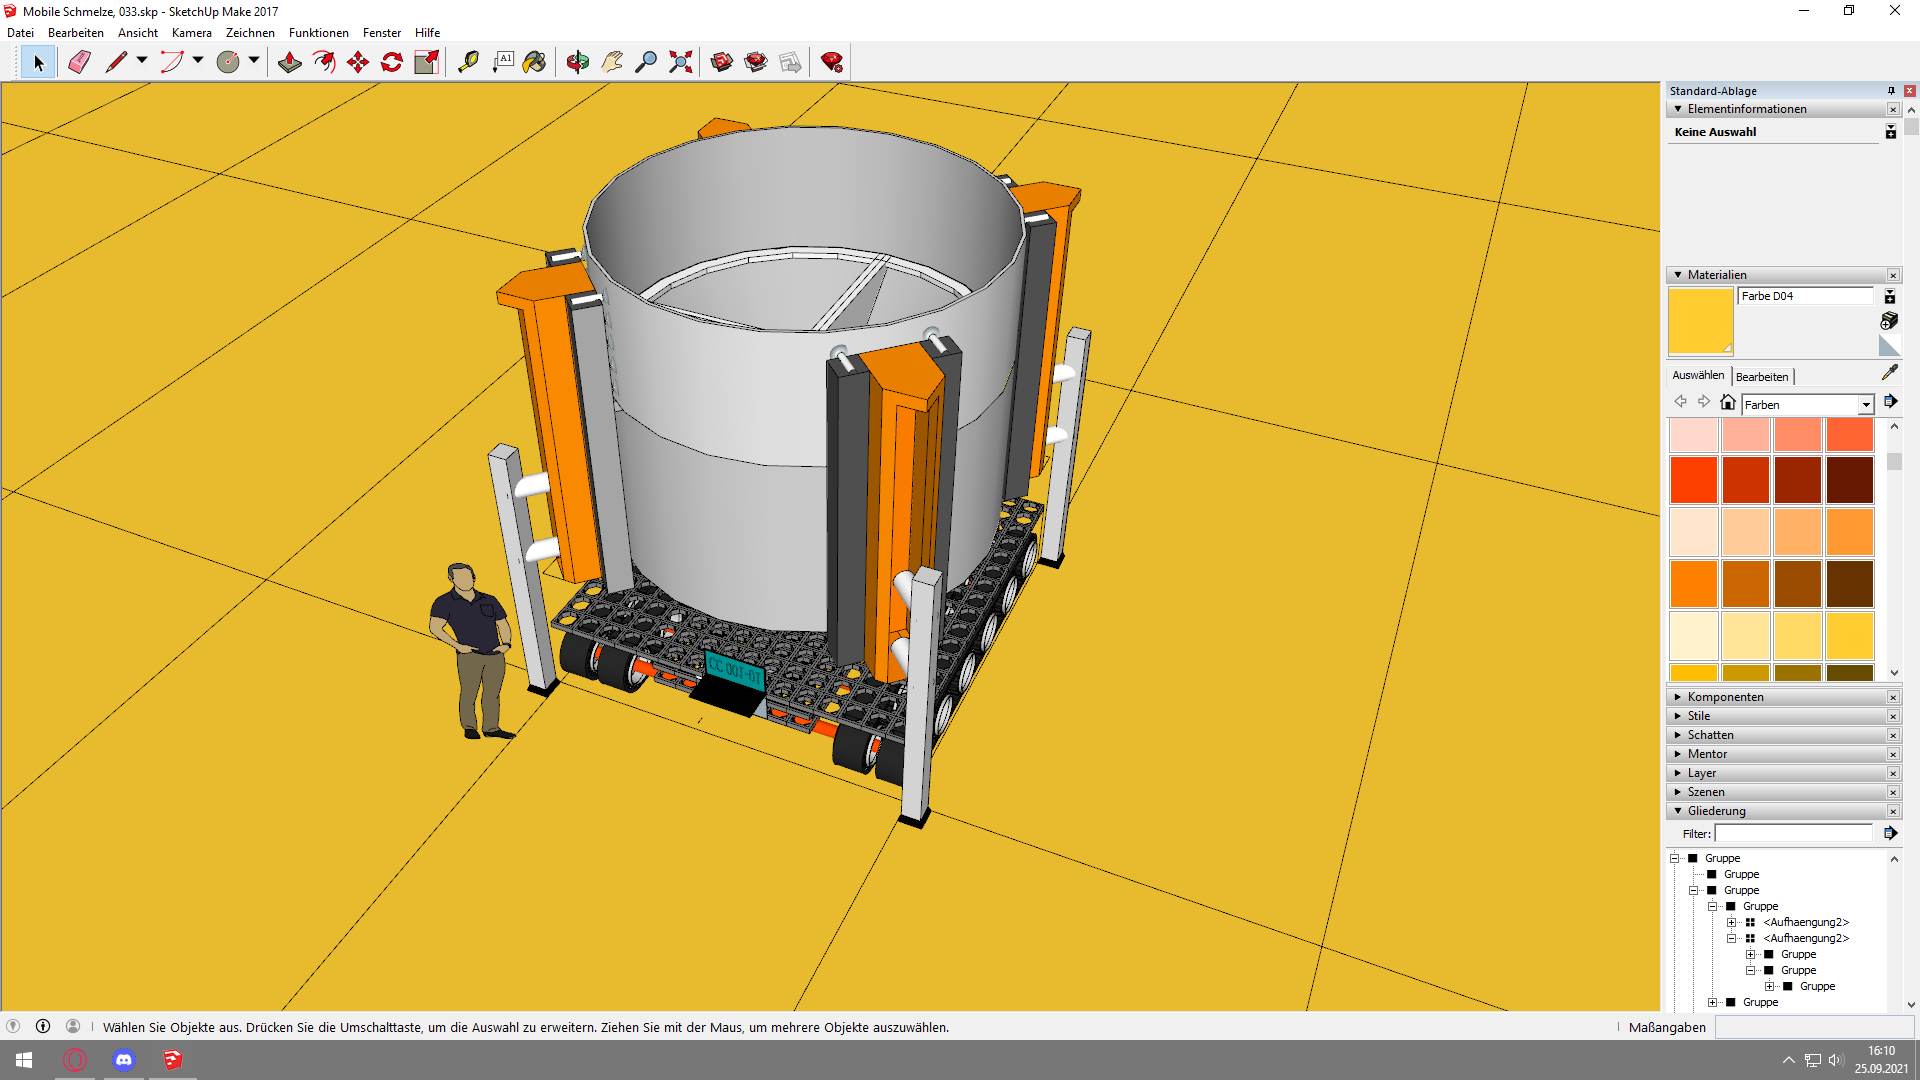 Mobile Schmelze, 033.skp - SketchUp Make 2017
Datei Bearbeiten Ansicht Kamera Zeichnen Funktionen Fenster Hilfe
A1
Standard-Ablage
Elementinformationen
Keine Auswahl
Materialien
Farbe D04
Auswählen Bearbeiten
Farben
CC 001-01
Komponenten
Stile
Schatten
Mentor
Layer
Szenen
Gliederung
Filter:
Gruppe
Gruppe
Gruppe
Gruppe
<Aufhaengung2>
<Aufhaengung2>
Gruppe
Gruppe
Gruppe
Gruppe
Wählen Sie Objekte aus. Drücken Sie die Umschalttaste, um die Auswahl zu erweitern. Ziehen Sie mit der Maus, um mehrere Objekte auszuwählen.
Maßangaben
16:10
25.09.2021